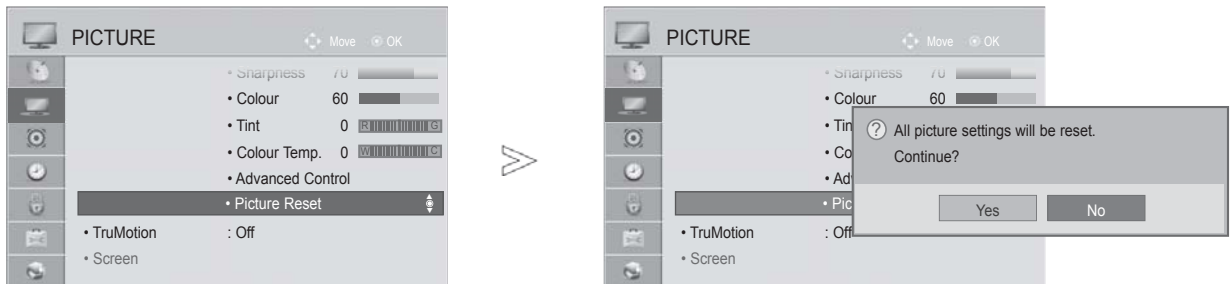 PICTURE
Move OK
• Sharpness 70
• Colour 60
• Tint 0 R G
• Colour Temp. 0 W C
• Advanced Control
• Picture Reset
• TruMotion : Off
• Screen
PICTURE
Move OK
• Sharpness 70
• Colour 60
• Tin
• Co
• Ad
• Pic
• TruMotion : Off
• Screen
? All picture settings will be reset.
Continue?
Yes No